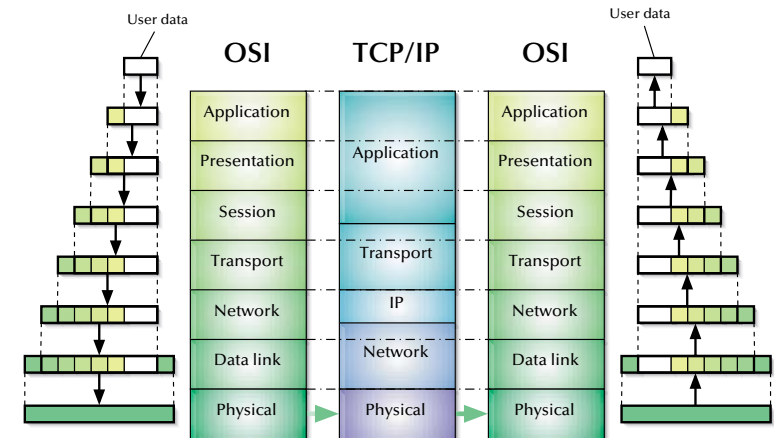 User data
User data
OSI
TCP/IP
OSI
Application
Presentation
Session
Transport
Network
Data link
Physical
Application
Transport
IP
Network
Physical
Application
Presentation
Session
Transport
Network
Data link
Physical